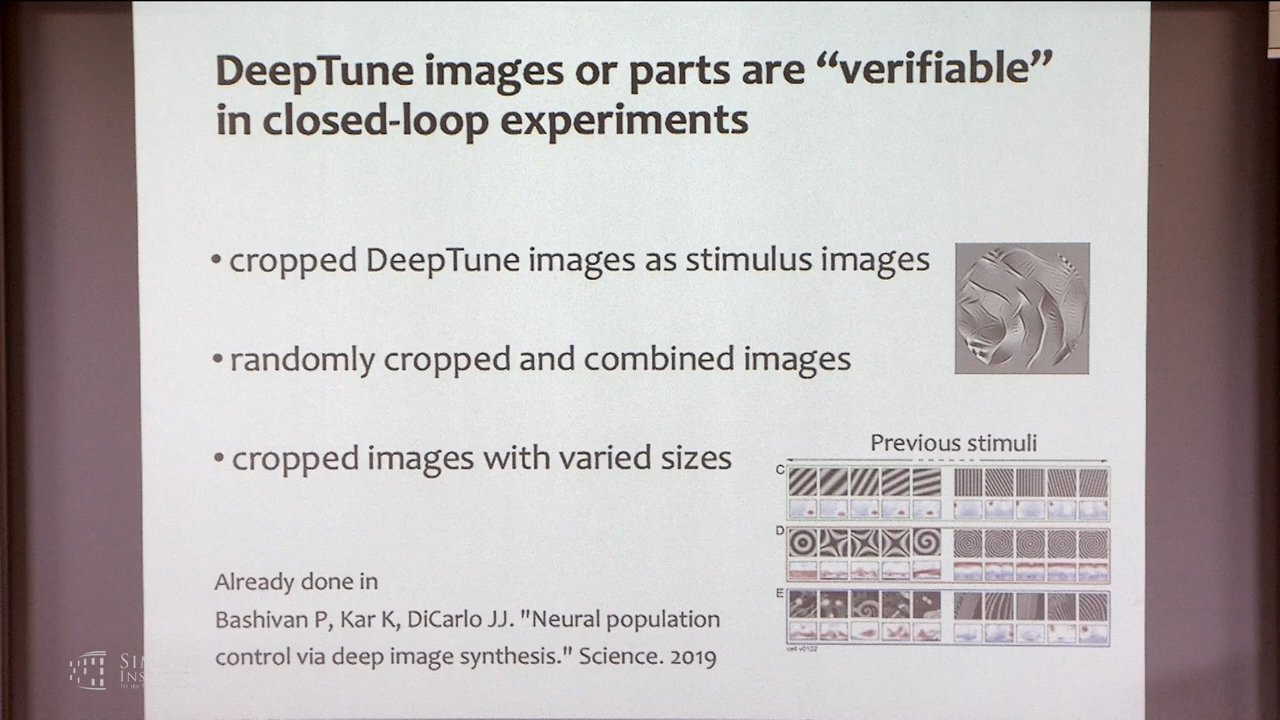 DeepTune images or parts are “verifiable”
in closed-loop experiments
• cropped DeepTune images as stimulus images
• randomly cropped and combined images
• cropped images with varied sizes
Previous stimuli
C
D
E
cell v0102
Already done in
Bashivan P, Kar K, DiCarlo JJ. "Neural population
control via deep image synthesis." Science. 2019